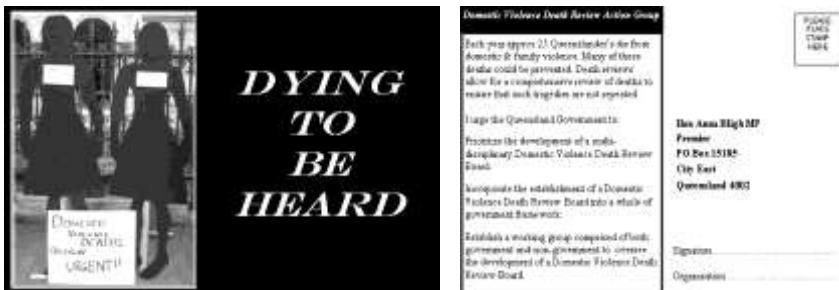 DYING
TO
BE
HEARD
DOMESTIC
VIOLENCE
DEATHS
REVIEW
URGENT!!
Domestic Violence Death Review Action Group
Each year approx 25 Queenslander's die from
domestic & family violence. Many of these
deaths could be prevented. Death reviews
allow for a comprehensive review of deaths to
ensure that such tragedies are not repeated.
I urge the Queensland Government to:
Prioritize the development of a multi-
disciplinary Domestic Violence Death Review
Board.
Incorporate the establishment of a Domestic
Violence Death Review Board into a whole of
government framework.
Establish a working group comprised of both
government and non-government to oversee
the development of a Domestic Violence Death
Review Board.
PLEASE
PLACE
STAMP
HERE
Hon Anna Bligh MP
Premier
PO Box 15185
City East
Queensland 4002
Signature
Organisation